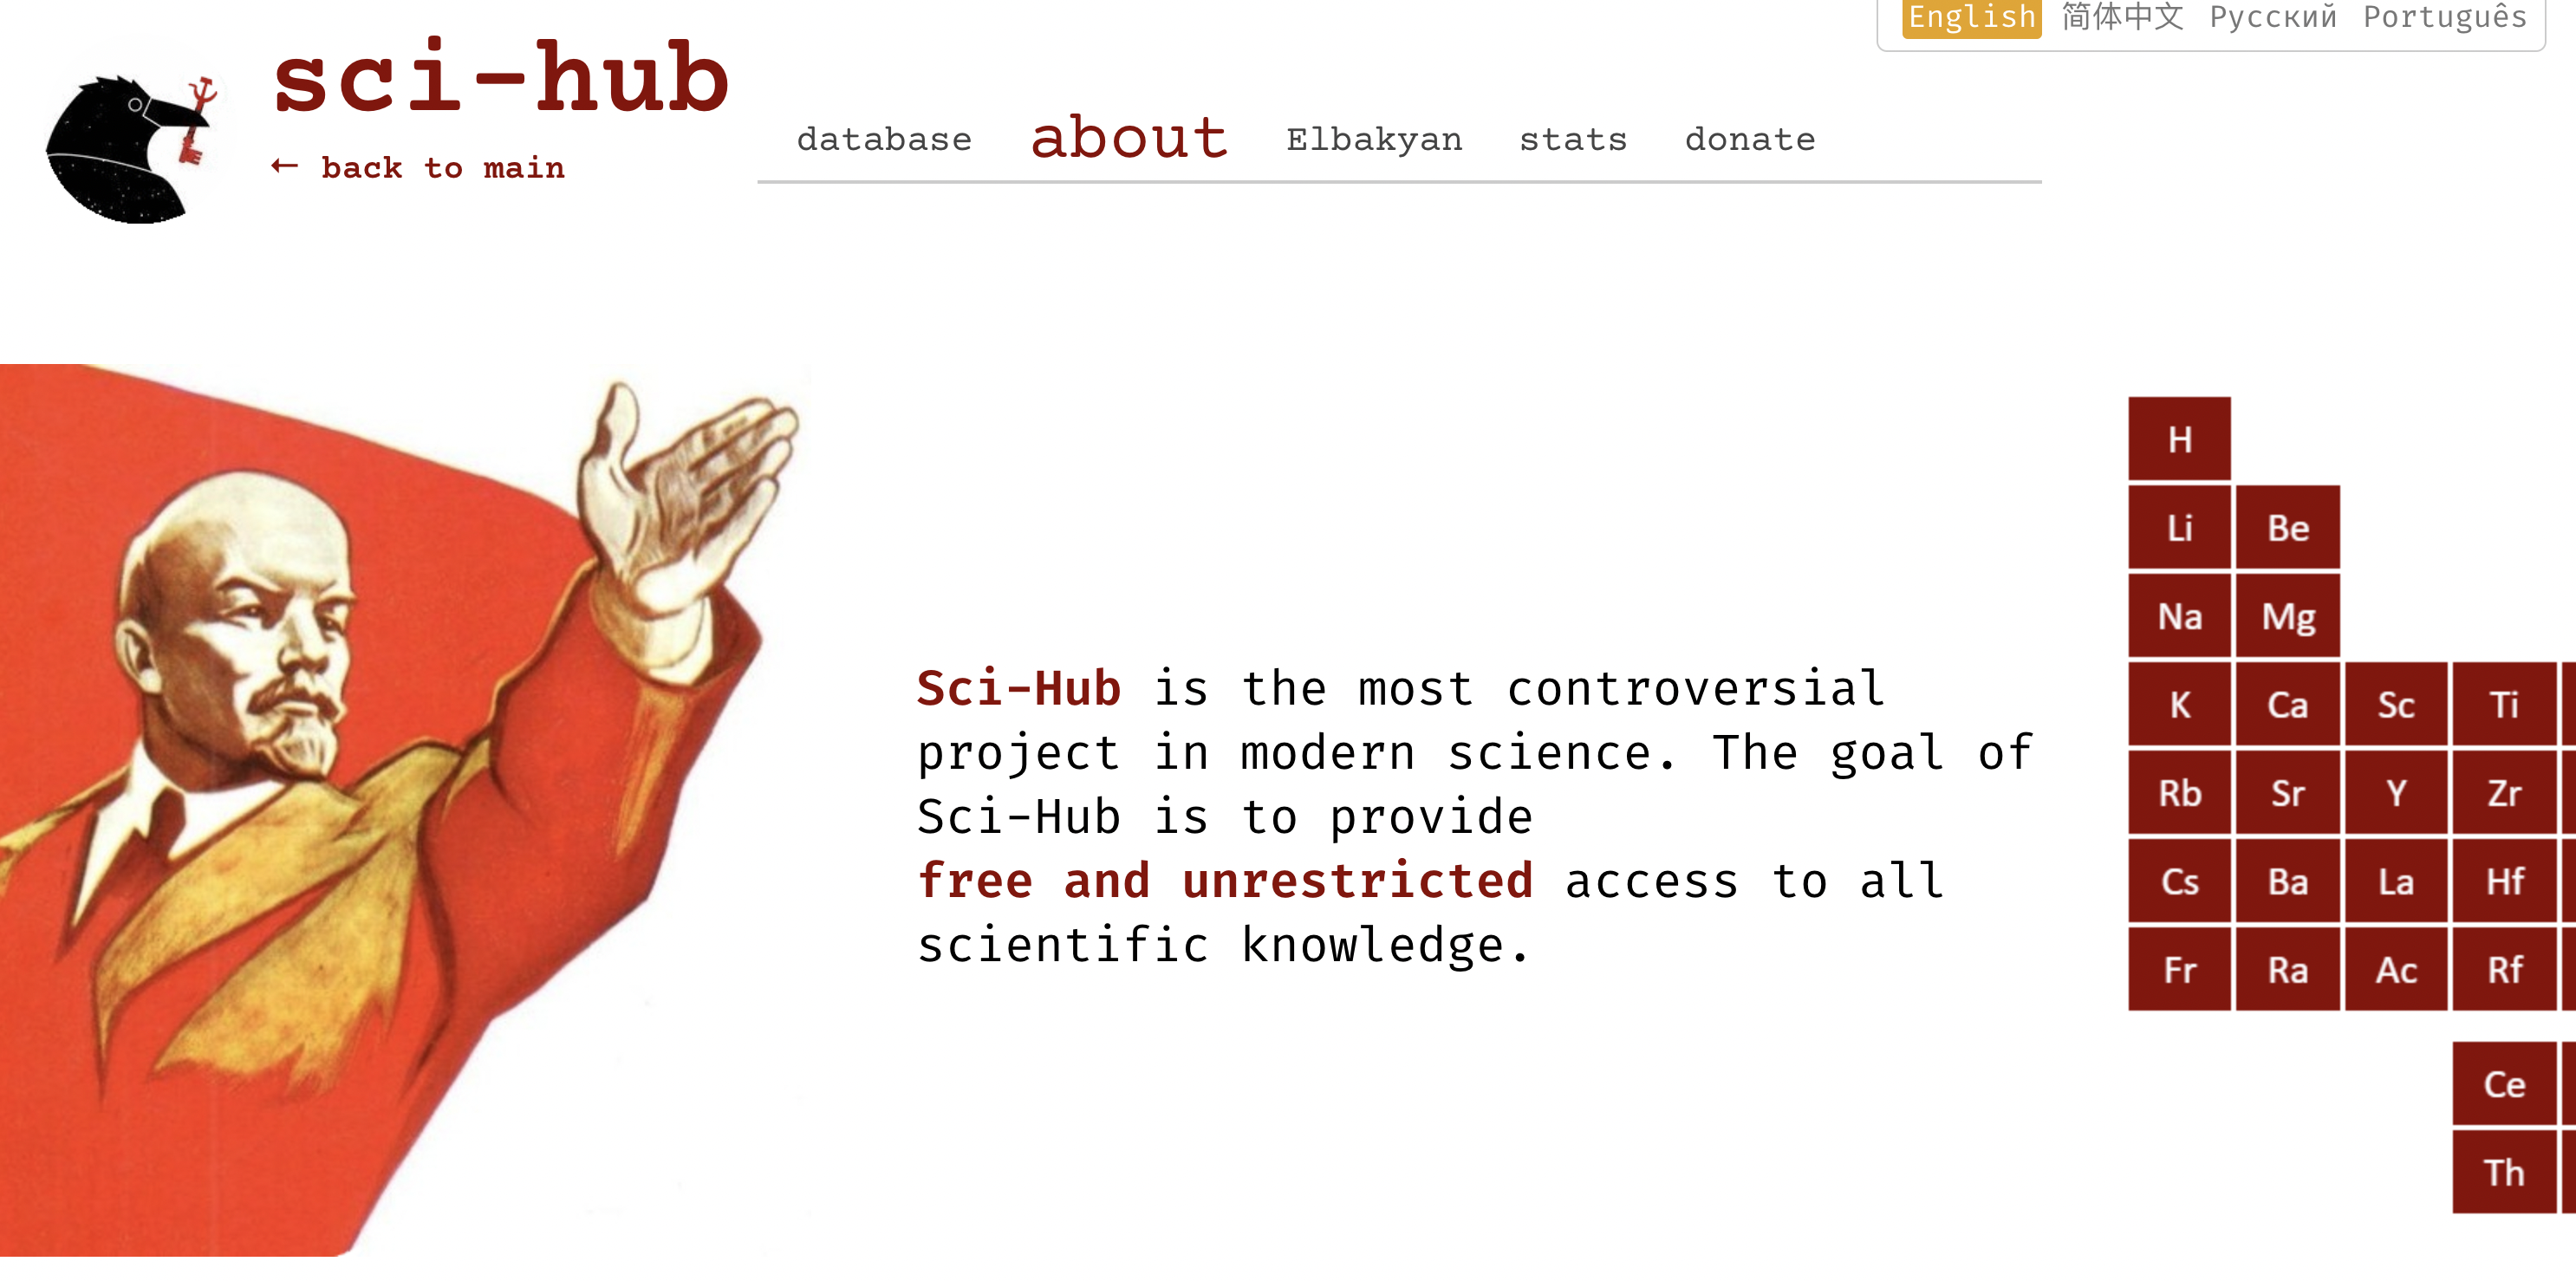 English 简体中文 Русский Português
sci-hub
← back to main
database about Elbakyan stats donate
Sci-Hub is the most controversial
project in modern science. The goal of
Sci-Hub is to provide
free and unrestricted access to all
scientific knowledge.
H
Li Be
Na Mg
K Ca Sc Ti
Rb Sr Y Zr
Cs Ba La Hf
Fr Ra Ac Rf
Ce
Th